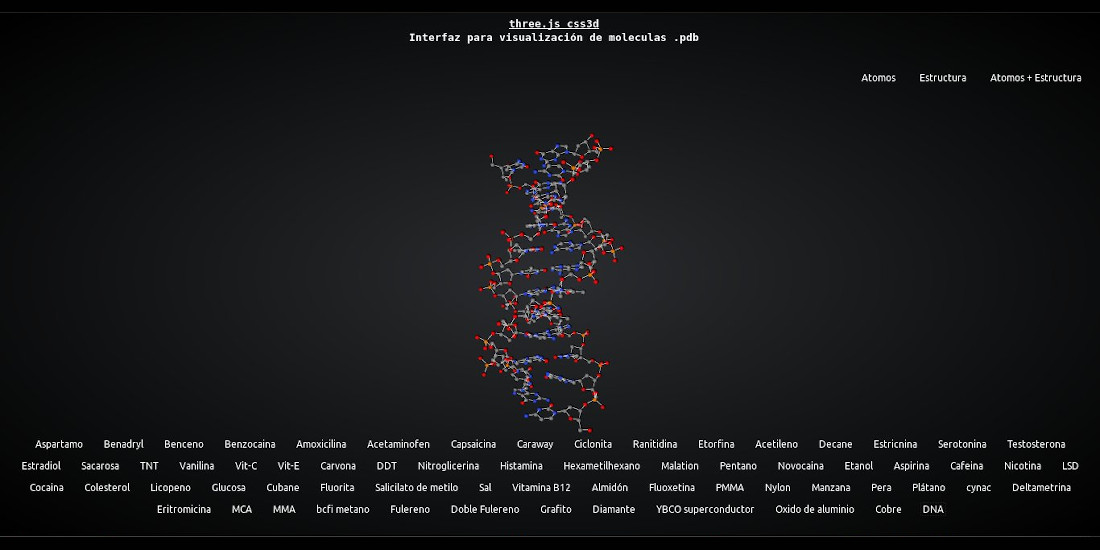 three.js css3d
Interfaz para visualización de moleculas .pdb
Atomos Estructura Atomos + Estructura
Aspartamo Benadryl Benceno Benzocaina Amoxilina Acetaminofen Capsaicina Caraway Ciclonita Ranitidina Etorfina Acetileno Decane Estricnina Serotonina Testosterona
Estradiol Sacarosa TNT Vanilina Vit-C Vit-E Carvona DDT Nitroglicerina Histamina Hexametilhexano Malation Pentano Novocaina Etanol Aspirina Cafeina Nicotina LSD
Cocaina Colesterol Licopeno Glucosa Cubane Fluorita Salicilato de metilo Sal Vitamina B12 Almidón Fluoxetina PMMA Nylon Manzana Pera Plátano cynac Deltametrina
Eritromicina MCA MMA bcfi metano Fulereno Doble Fulereno Grafito Diamante YBCO superconductor Oxido de aluminio Cobre DNA